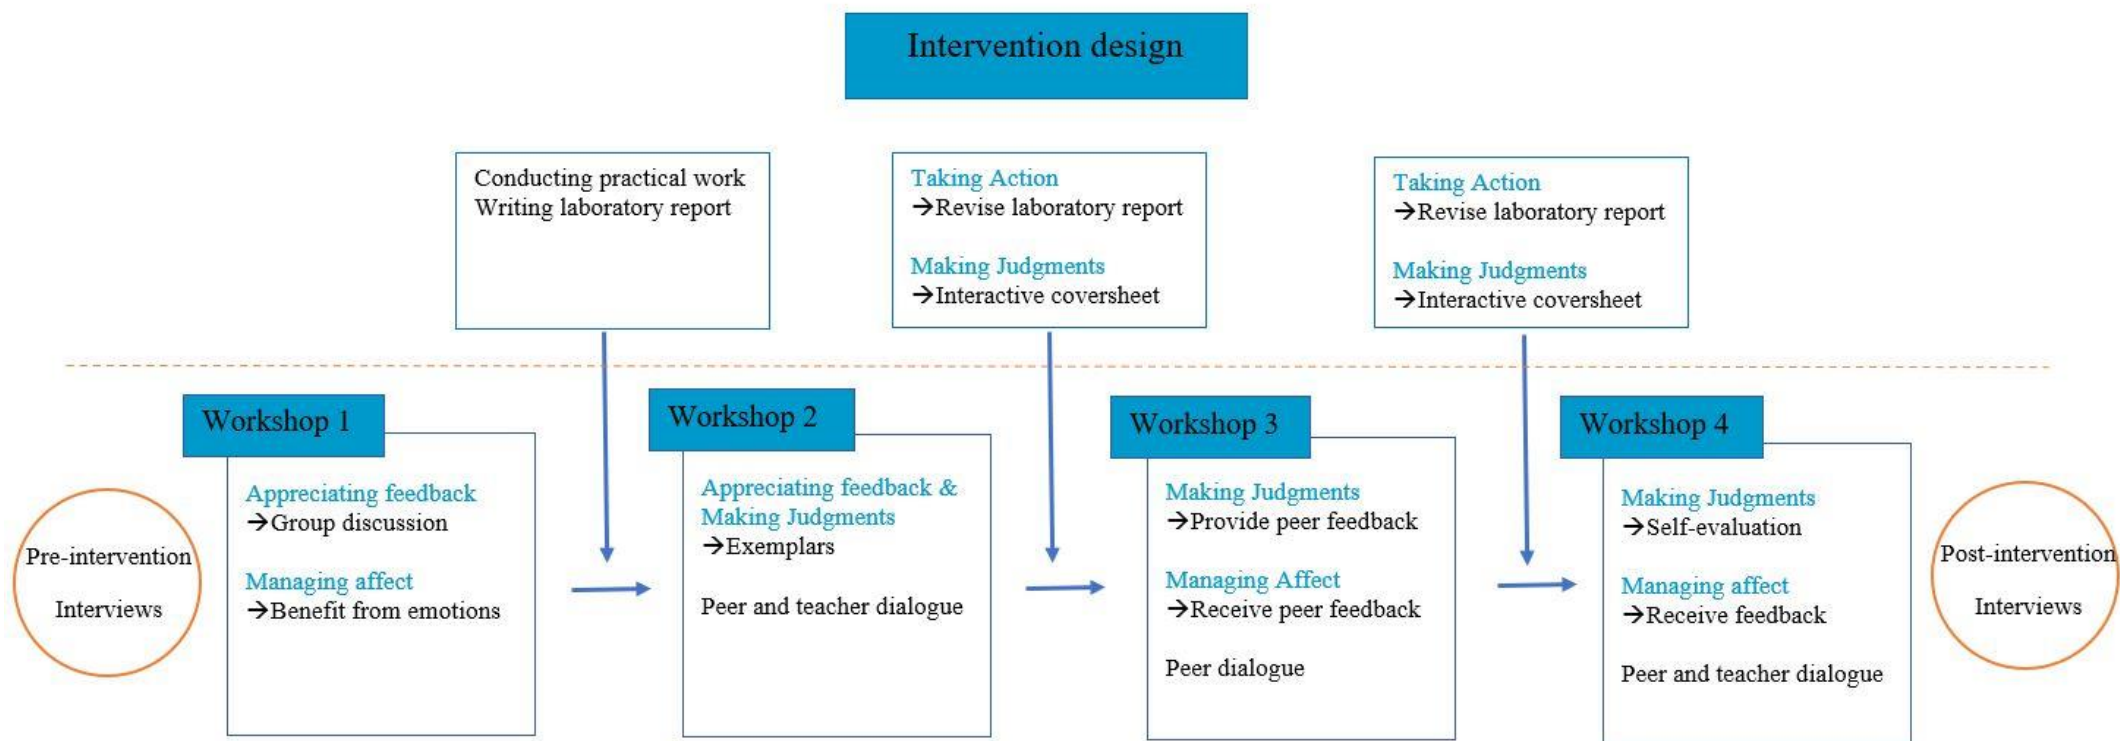 Intervention design
Conducting practical work
Writing laboratory report
Taking Action
→Revise laboratory report
Making Judgments
→Interactive coversheet
Taking Action
→Revise laboratory report
Making Judgments
→Interactive coversheet
Pre-intervention
Interviews
Workshop 1
Appreciating feedback
→Group discussion
Managing affect
→Benefit from emotions
Workshop 2
Appreciating feedback &
Making Judgments
→Exemplars
Peer and teacher dialogue
Workshop 3
Making Judgments
→Provide peer feedback
Managing Affect
→Receive peer feedback
Peer dialogue
Workshop 4
Making Judgments
→Self-evaluation
Managing affect
→Receive feedback
Peer and teacher dialogue
Post-intervention
Interviews